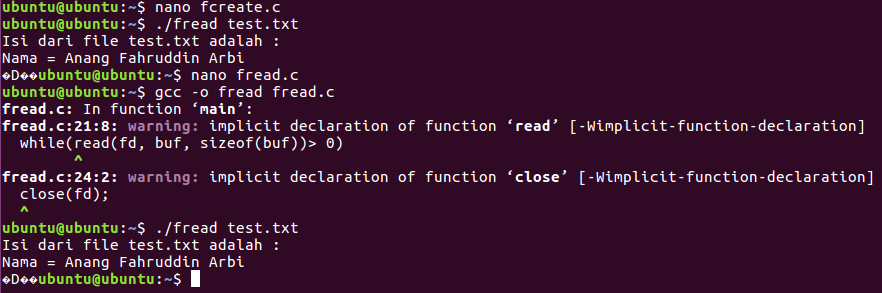 ubuntu@ubuntu:~$ nano fcreate.c
ubuntu@ubuntu:~$ ./fread test.txt
Isi dari file test.txt adalah :
Nama = Anang Fahruddin Arbi
�D��ubuntu@ubuntu:~$ nano fread.c
ubuntu@ubuntu:~$ gcc -o fread fread.c
fread.c: In function ‘main’:
fread.c:21:8: warning: implicit declaration of function ‘read’ [-Wimplicit-function-declaration]
  while(read(fd, buf, sizeof(buf))> 0)
        ^
fread.c:24:2: warning: implicit declaration of function ‘close’ [-Wimplicit-function-declaration]
  close(fd);
  ^
ubuntu@ubuntu:~$ ./fread test.txt
Isi dari file test.txt adalah :
Nama = Anang Fahruddin Arbi
�D��ubuntu@ubuntu:~$